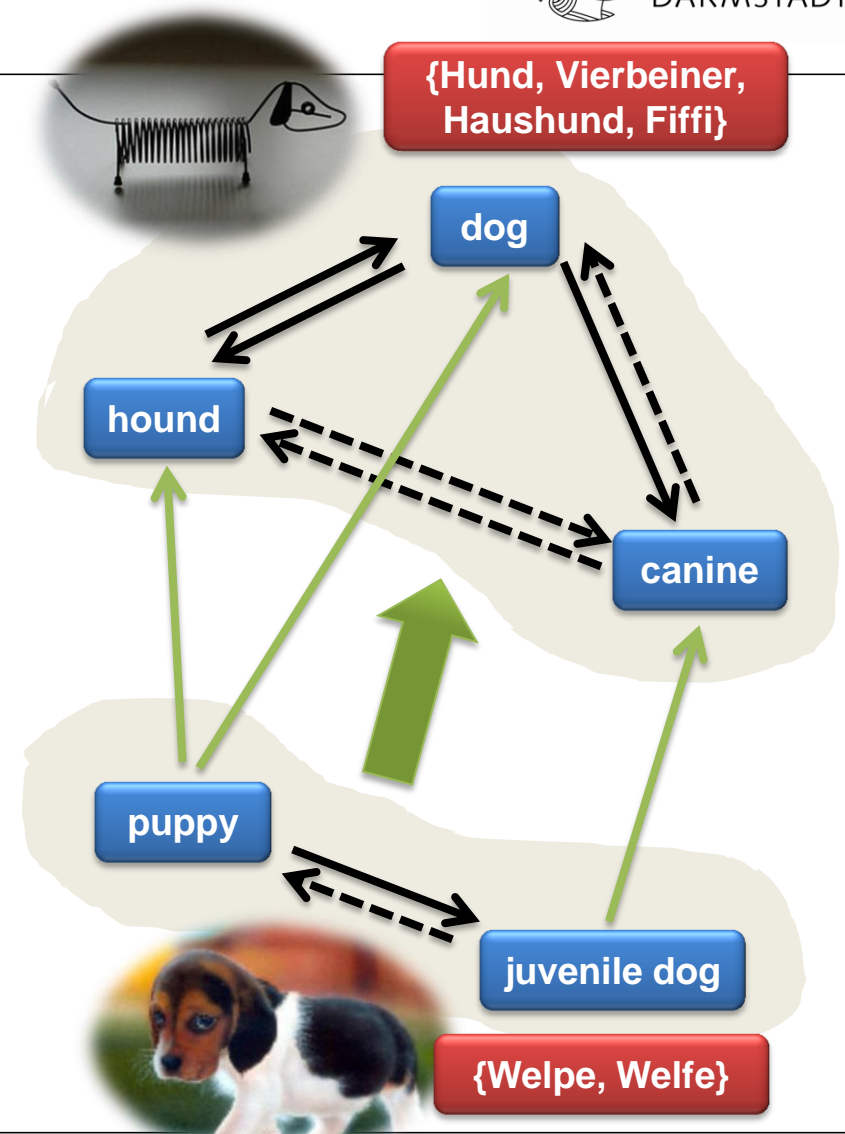 DARMSTADT
{Hund, Vierbeiner,
Haushund, Fiffi}
dog
hound
canine
puppy
juvenile dog
{Welpe, Welfe}